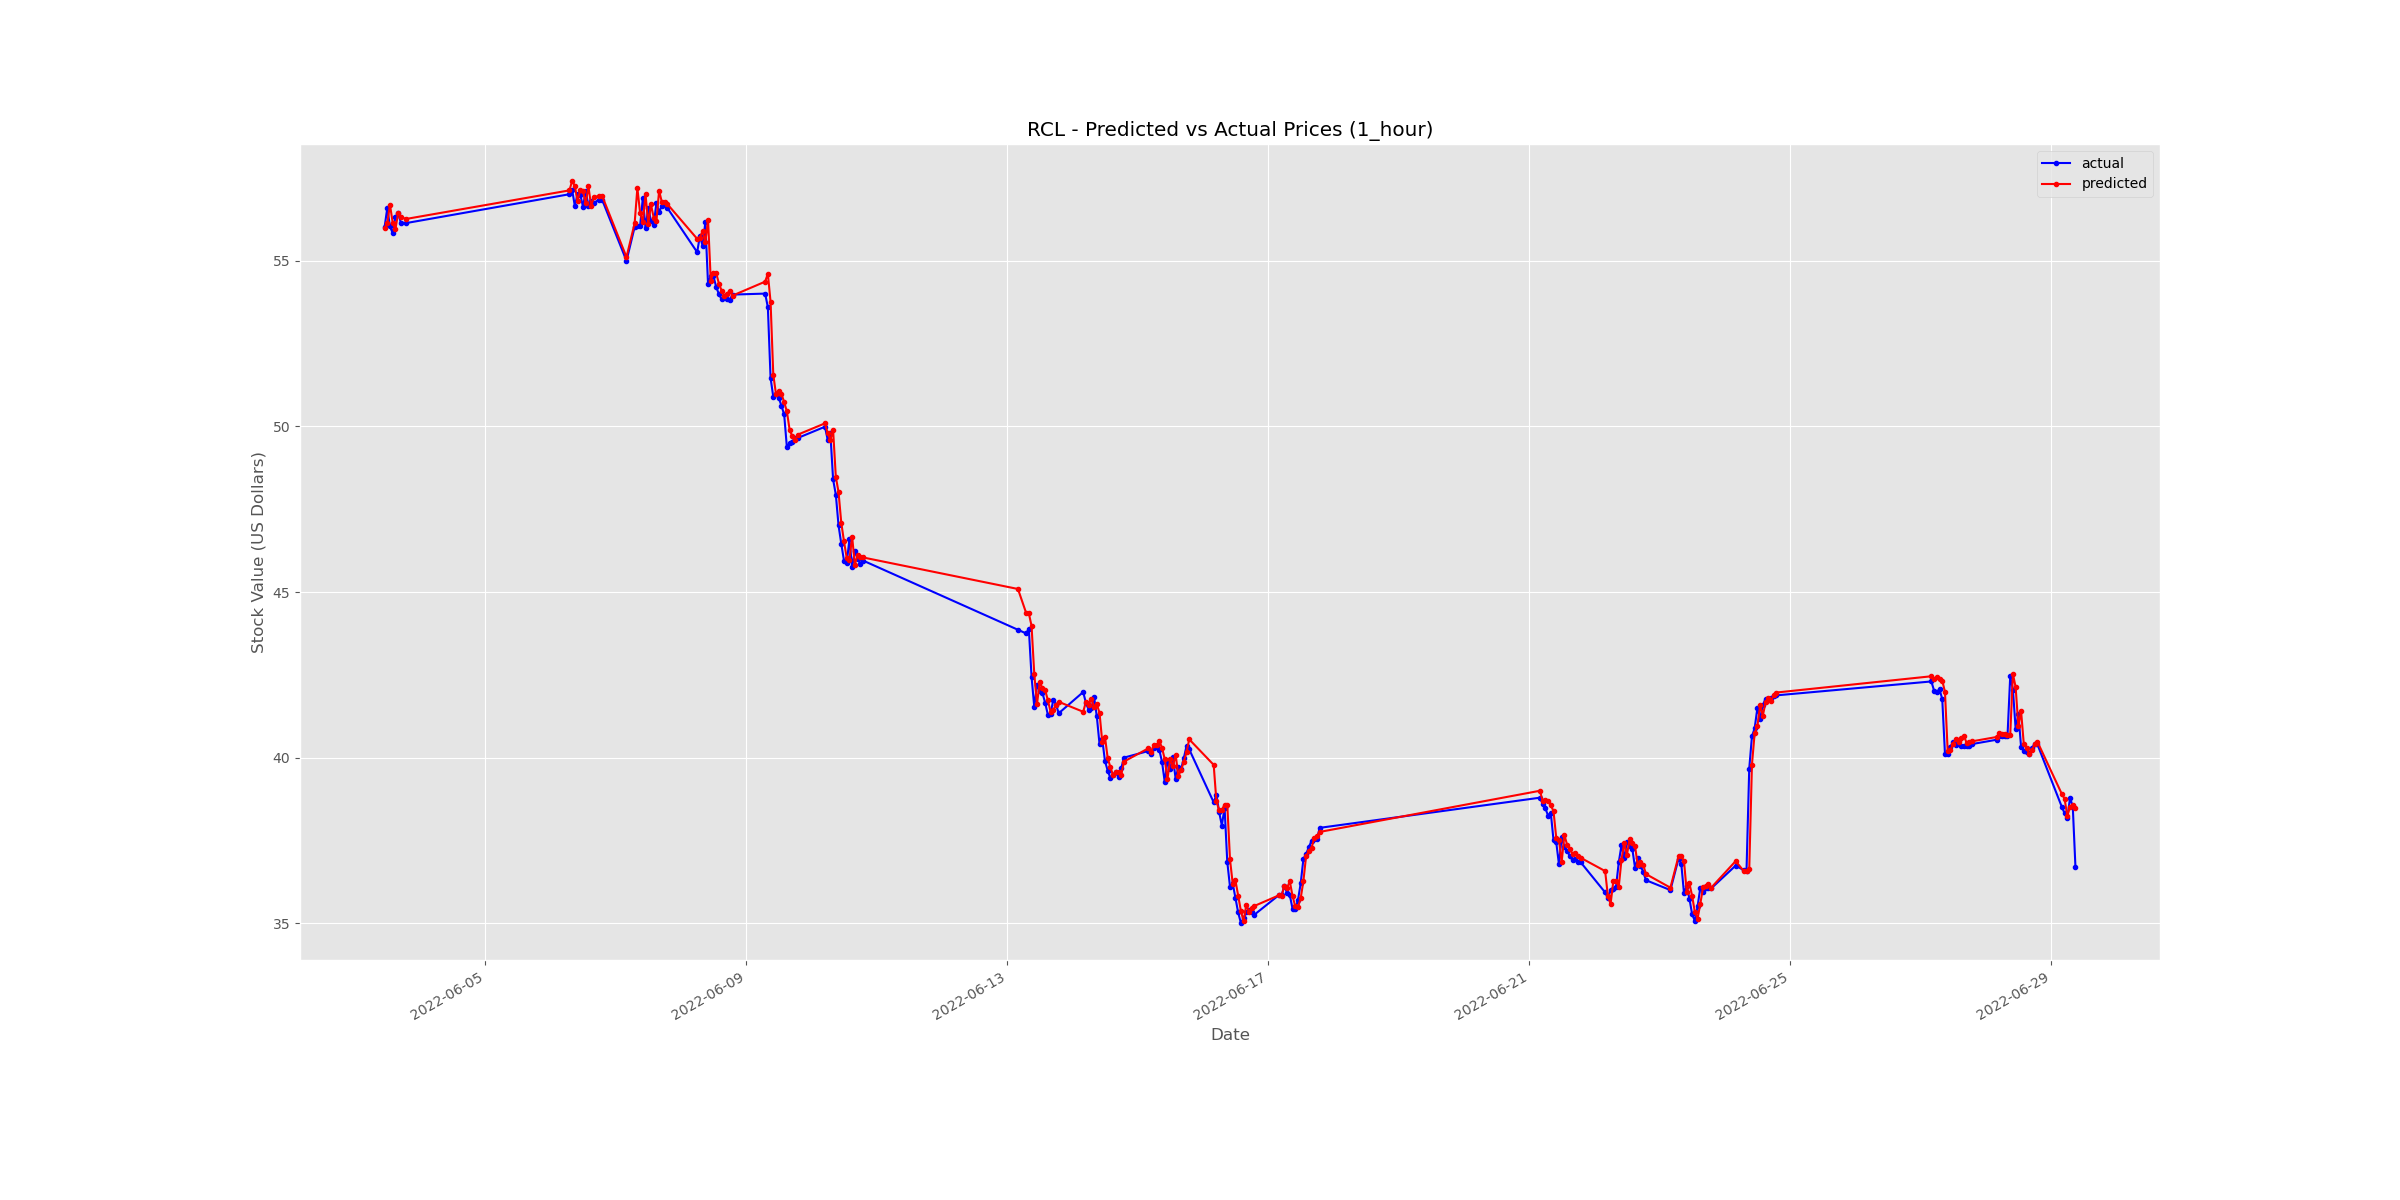 RCL - Predicted vs Actual Prices (1_hour)
actual
predicted
Stock Value (US Dollars)
55
50
45
40
35
2022-06-05
2022-06-09
2022-06-13
2022-06-17
2022-06-21
2022-06-25
2022-06-29
Date